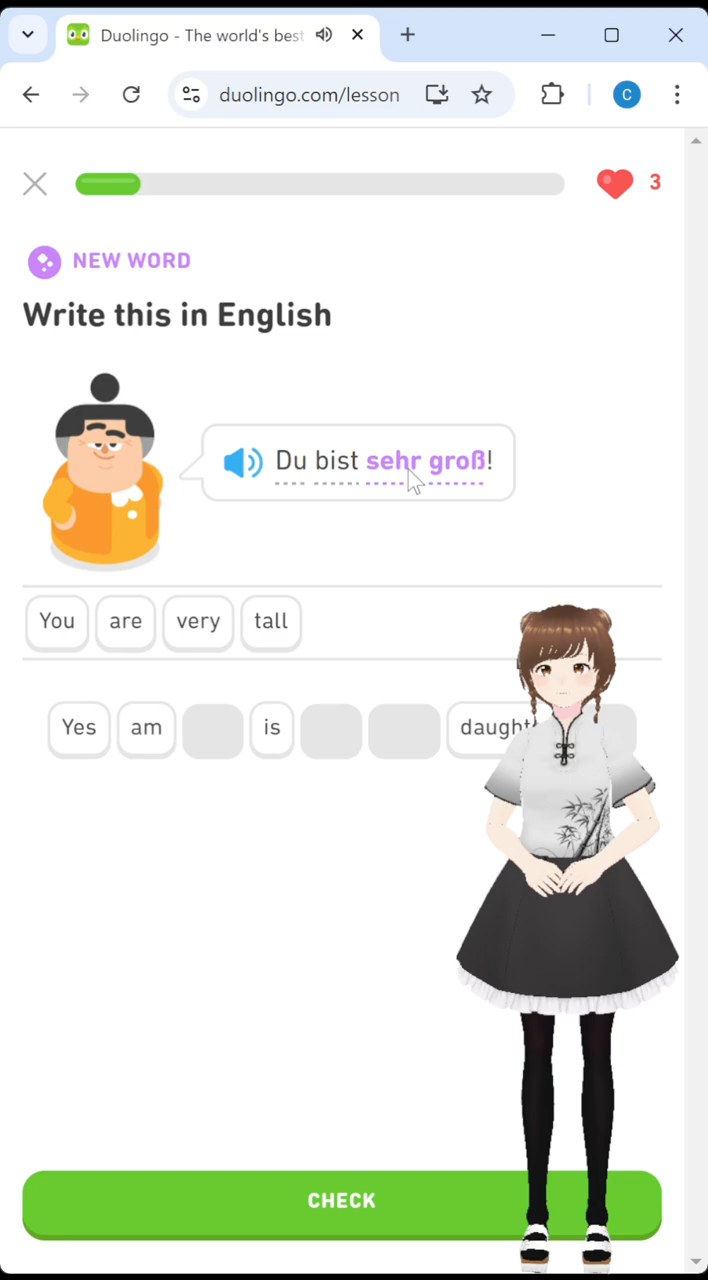 Duolingo - The world's best
duolingo.com/lesson
C
3
NEW WORD
Write this in English
Du bist sehr groß!
You are very tall
Yes am is
CHECK